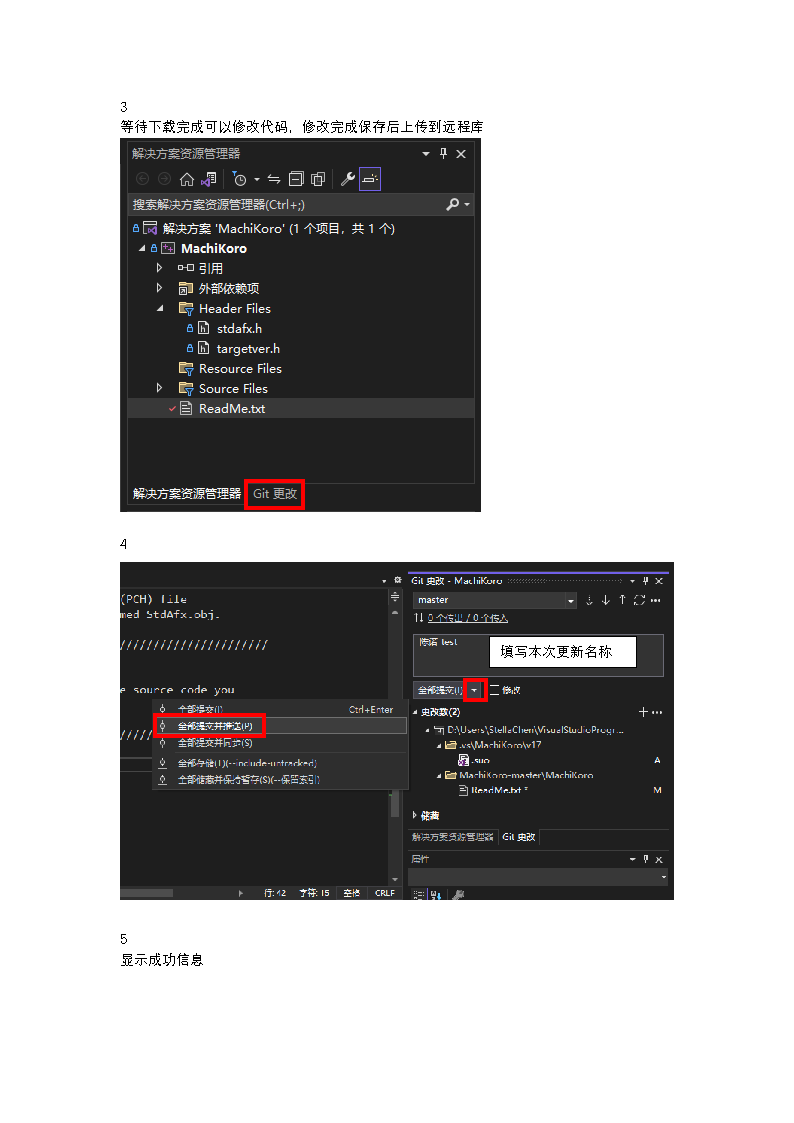 3
等待下载完成可以修改代码，修改完成保存后上传到远程库
解决方案资源管理器
搜索解决方案资源管理器(Ctrl+;)
解决方案 'MachiKoro' (1 个项目，共 1 个)
MachiKoro
引用
外部依赖项
Header Files
stdafx.h
targetver.h
Resource Files
Source Files
ReadMe.txt
解决方案资源管理器 Git 更改
4
(PCH) file
med StdAfx.obj.
//////////////////////
e source code you
/////
全部提交(I) Ctrl+Enter
全部提交并推送(P)
全部提交并同步(S)
全部存储(T)(--include-untracked)
全部储藏并保持暂存(S)(--保留索引)
行: 42 字符: 15 空格 CRLF
Git 更改 - MachiKoro
master
0 个传出 / 0 个传入
test
填写本次更新名称
全部提交(I) 修改
更改数(2)
D:\Users\StellaChen\VisualStudioProgr...
.vs\MachiKoro\v17
.suo A
MachiKoro-master\MachiKoro
ReadMe.txt * M
储藏
解决方案资源管理器 Git 更改
属性
5
显示成功信息